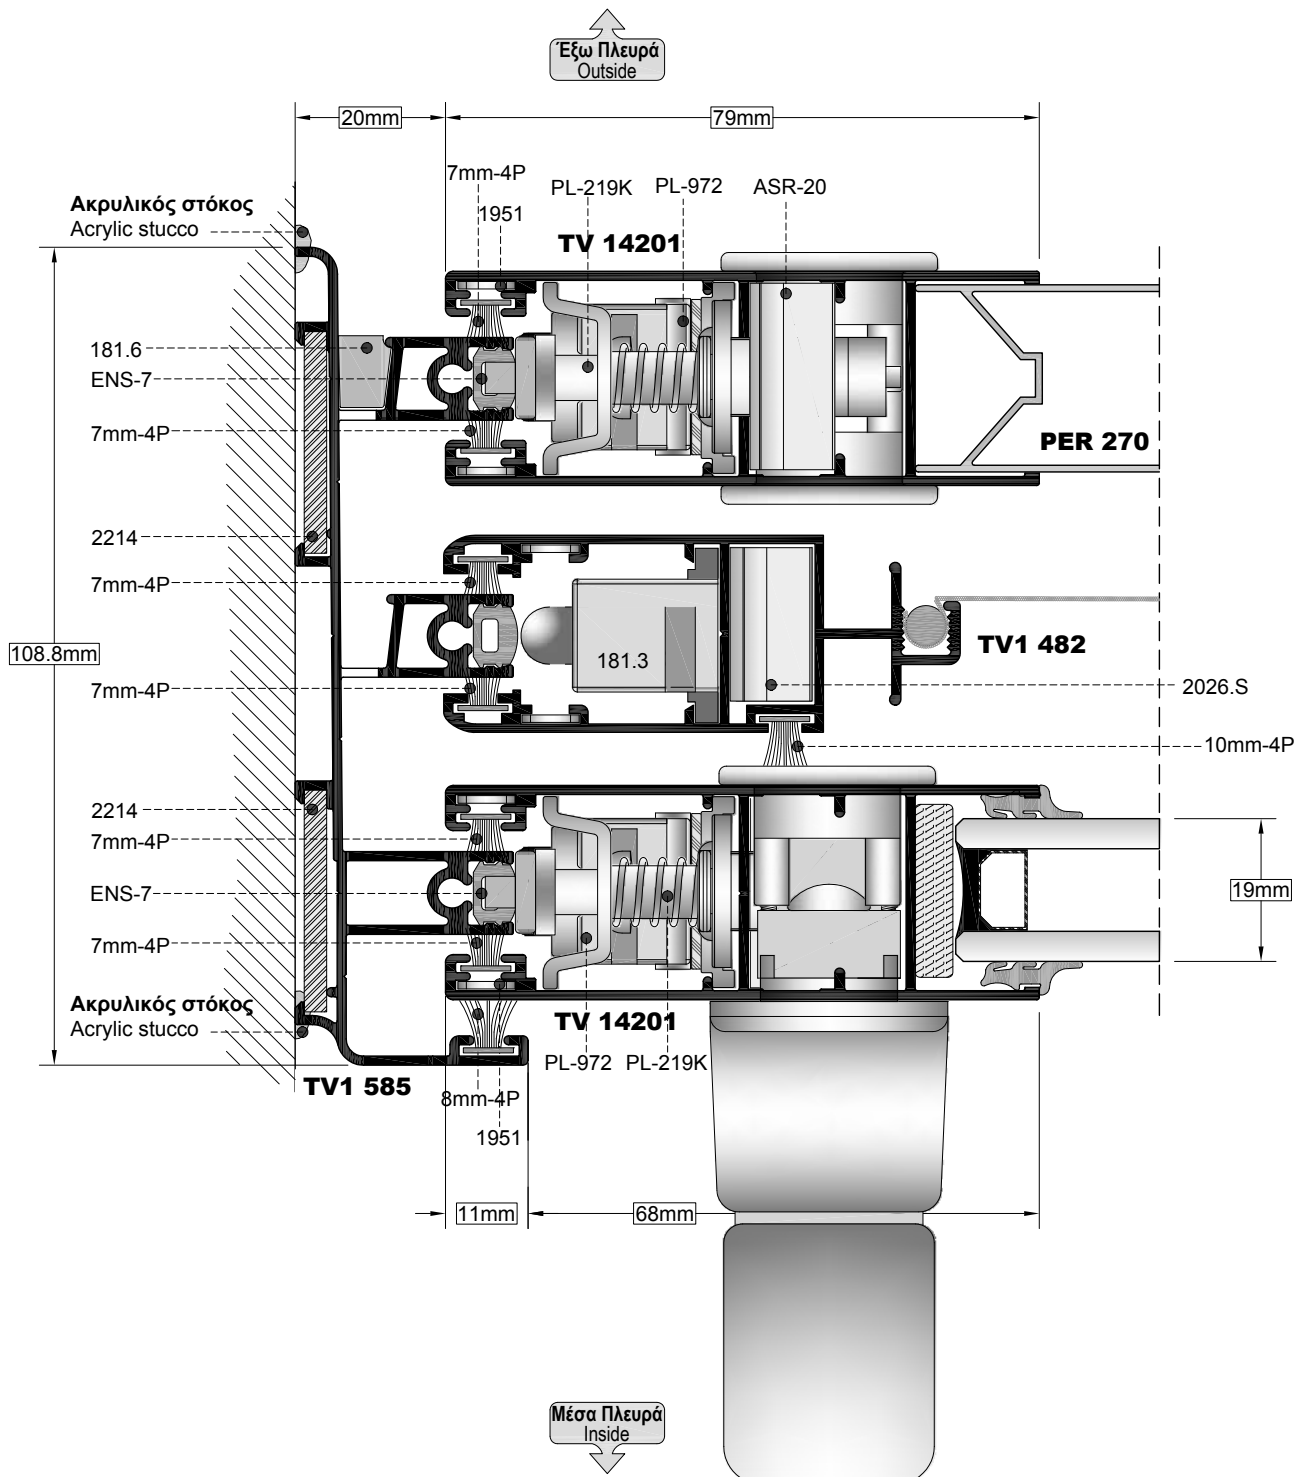 Έξω Πλευρά
Outside
20mm
79mm
7mm-4P
PL-219K
PL-972
ASR-20
1951
Ακρυλικός στόκος
Acrylic stucco
TV 14201
181.6
ENS-7
7mm-4P
PER 270
2214
7mm-4P
108.8mm
181.3
TV1 482
7mm-4P
2026.S
10mm-4P
2214
7mm-4P
ENS-7
19mm
7mm-4P
Ακρυλικός στόκος
Acrylic stucco
TV 14201
PL-972
PL-219K
TV1 585
8mm-4P
1951
11mm
68mm
Μέσα Πλευρά
Inside